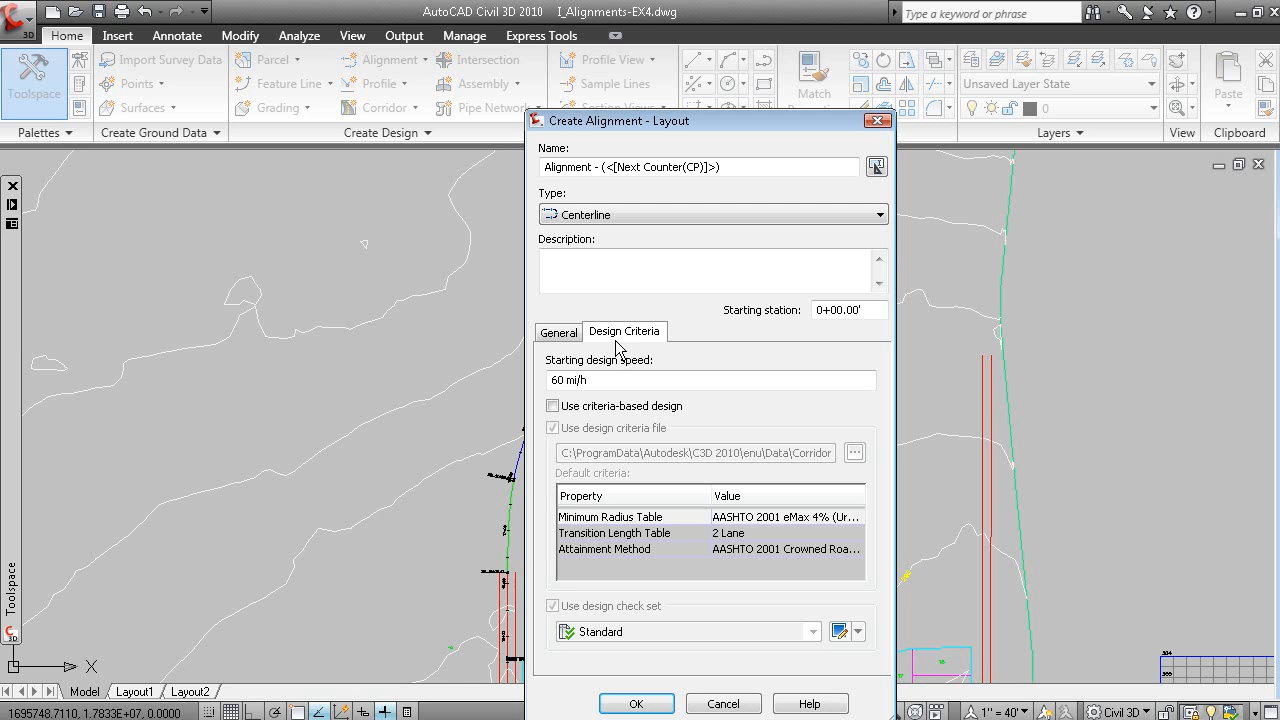 AutoCAD Civil 3D 2010 I_Alignments-EX4.dwg
Type a keyword or phrase
3D
Home Insert Annotate Modify Analyze View Output Manage Express Tools
Toolspace
Import Survey Data
Points
Surfaces
Parcel
Feature Line
Grading
Alignment
Profile
Corridor
Intersection
Assembly
Pipe Network
Profile View
Sample Lines
Section Views
Match
Properties
Unsaved Layer State
0
Paste
Palettes Create Ground Data Create Design Layers View Clipboard
Create Alignment - Layout
Name:
Alignment - (<[Next Counter(CP)]>)
Type:
Centerline
Description:
Starting station: 0+00.00'
General Design Criteria
Starting design speed:
60 mi/h
Use criteria-based design
Use design criteria file
C:\ProgramData\Autodesk\C3D 2010\enu\Data\Corridor
...
Default criteria:
Property Value
Minimum Radius Table AASHTO 2001 eMax 4% (Ur...
Transition Length Table 2 Lane
Attainment Method AASHTO 2001 Crowned Roa...
Use design check set
Standard
OK Cancel Help
Toolspace
3D
X
Model Layout1 Layout2
1695748.7110, 1.7833E+07, 0.0000
1" = 40' Civil 3D